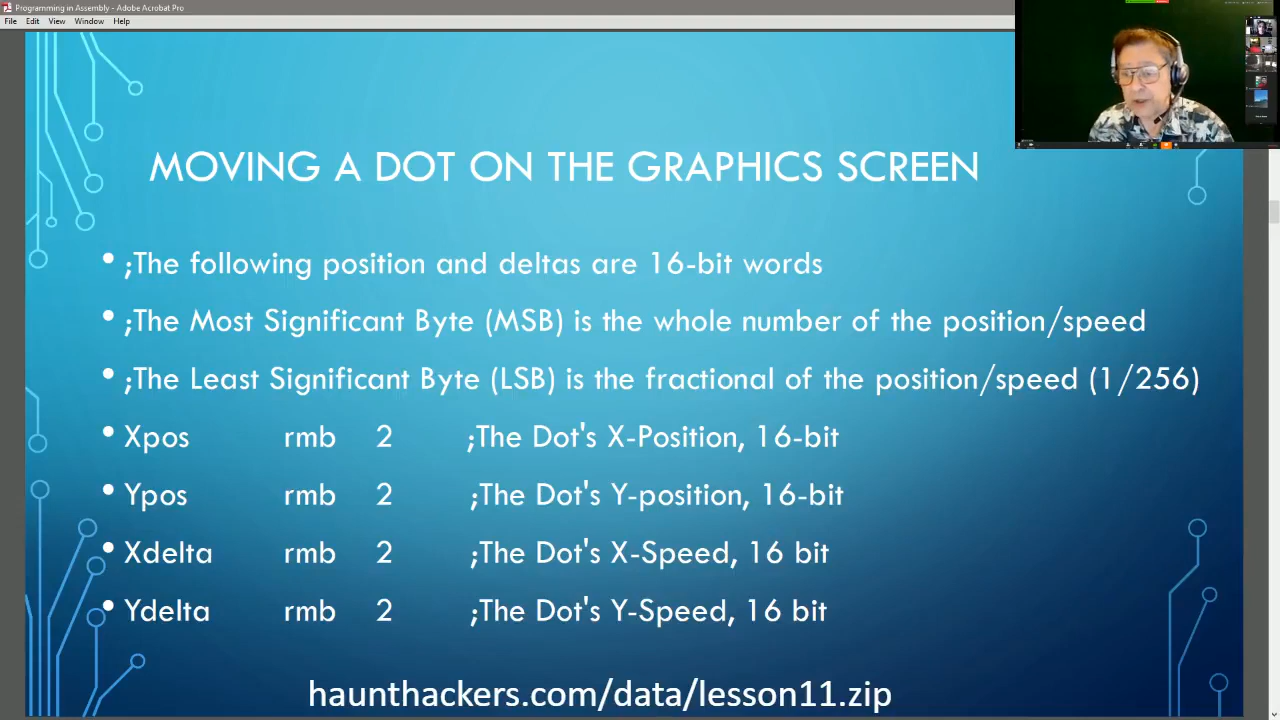 Programming in Assembly - Adobe Acrobat Pro
File Edit View Window Help
MOVING A DOT ON THE GRAPHICS SCREEN
• ;The following position and deltas are 16-bit words
• ;The Most Significant Byte (MSB) is the whole number of the position/speed
• ;The Least Significant Byte (LSB) is the fractional of the position/speed (1/256)
• Xpos rmb 2 ;The Dot's X-Position, 16-bit
• Ypos rmb 2 ;The Dot's Y-position, 16-bit
• Xdelta rmb 2 ;The Dot's X-Speed, 16 bit
• Ydelta rmb 2 ;The Dot's Y-Speed, 16 bit
haunthackers.com/data/lesson11.zip